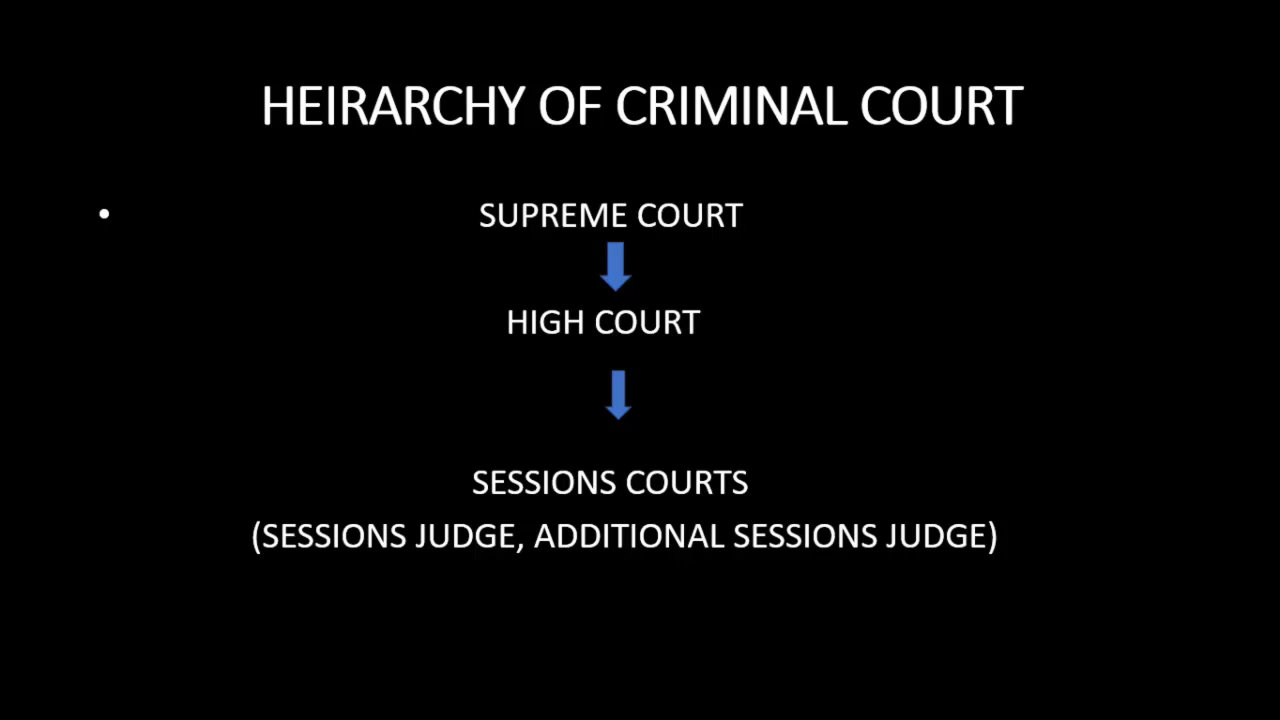 HEIRARCHY OF CRIMINAL COURT
• SUPREME COURT
HIGH COURT
SESSIONS COURTS
(SESSIONS JUDGE, ADDITIONAL SESSIONS JUDGE)